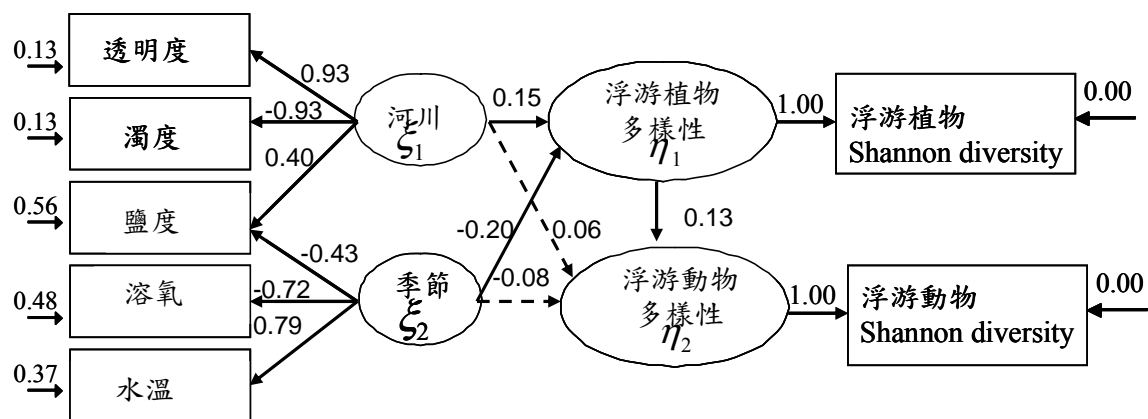 0.13
透明度
0.93
0.13
濁度
-0.93
0.40
0.56
鹽度
-0.43
0.48
溶氧
-0.72
0.79
0.37
水溫
河川
ξ1
季節
ξ2
0.15
-0.20
0.06
-0.08
浮游植物
多樣性
η1
0.13
浮游動物
多樣性
η2
1.00
浮游植物
Shannon diversity
0.00
1.00
浮游動物
Shannon diversity
0.00